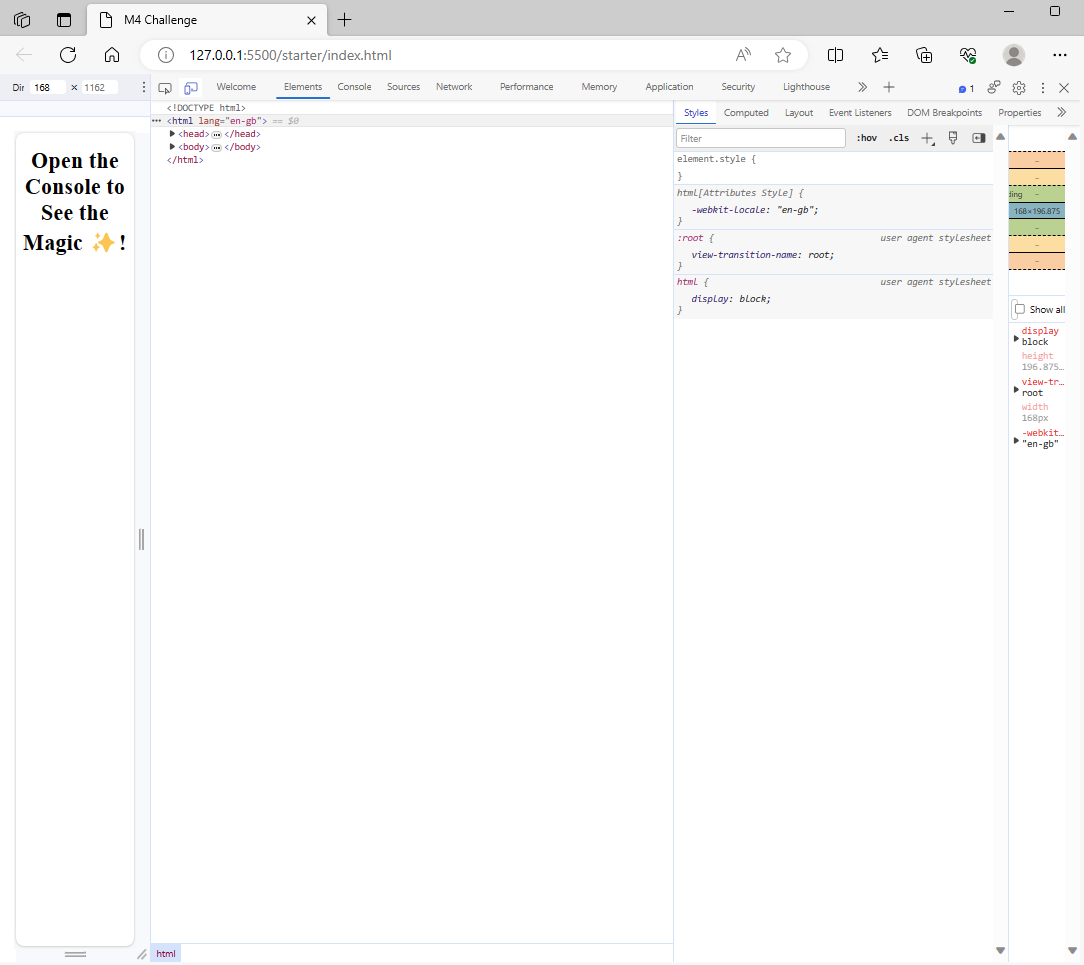 M4 Challenge
127.0.0.1:5500/starter/index.html
Dir 168 × 1162
Welcome Elements Console Sources Network Performance Memory Application Security Lighthouse 1
<!DOCTYPE html>
<html lang="en-gb"> == $0
<head> </head>
<body> </body>
</html>
Open the
Console to
See the
Magic ✨!
html
Styles Computed Layout Event Listeners DOM Breakpoints Properties
Filter :hov .cls
element.style {
}
html[Attributes Style] {
-webkit-locale: "en-gb";
}
:root { user agent stylesheet
view-transition-name: root;
}
html { user agent stylesheet
display: block;
}
–
–
ding –
168×196.875
–
–
–
Show all
display
block
height
196.875…
view-tr…
root
width
168px
-webkit…
"en-gb"